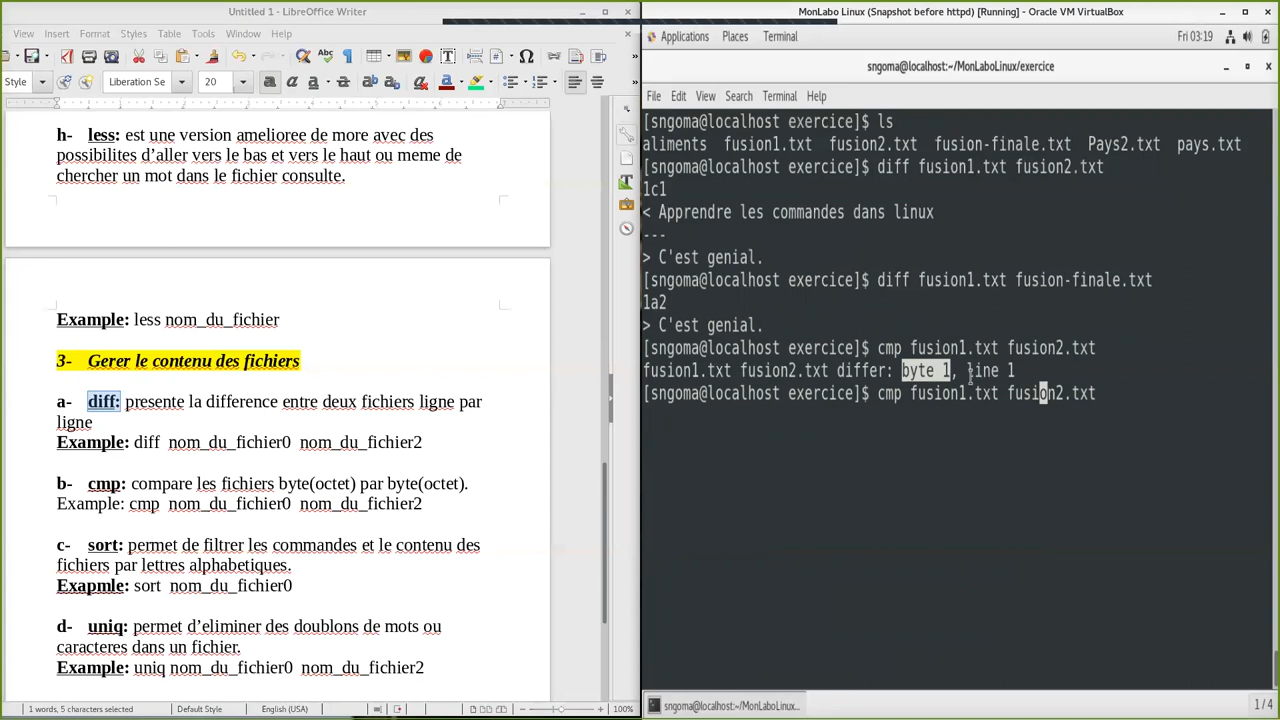 Untitled 1 - LibreOffice Writer
View Insert Format Styles Table Tools Window Help
Style Liberation Se 20
h- less: est une version amelioree de more avec des
possibilites d’aller vers le bas et vers le haut ou meme de
chercher un mot dans le fichier consulte.
Example: less nom_du_fichier
3- Gerer le contenu des fichiers
a- diff: presente la difference entre deux fichiers ligne par
ligne
Example: diff nom_du_fichier0 nom_du_fichier2
b- cmp: compare les fichiers byte(octet) par byte(octet).
Example: cmp nom_du_fichier0 nom_du_fichier2
c- sort: permet de filtrer les commandes et le contenu des
fichiers par lettres alphabetiques.
Exapmle: sort nom_du_fichier0
d- uniq: permet d’eliminer des doublons de mots ou
caracteres dans un fichier.
Example: uniq nom_du_fichier0 nom_du_fichier2
1 words, 5 characters selected Default Style English (USA) 100%
MonLabo Linux (Snapshot before httpd) [Running] - Oracle VM VirtualBox
Applications Places Terminal Fri 03:19
sngoma@localhost:~/MonLaboLinux/exercice
File Edit View Search Terminal Help
[sngoma@localhost exercice]$ ls
aliments fusion1.txt fusion2.txt fusion-finale.txt Pays2.txt pays.txt
[sngoma@localhost exercice]$ diff fusion1.txt fusion2.txt
1c1
< Apprendre les commandes dans linux
---
> C'est genial.
[sngoma@localhost exercice]$ diff fusion1.txt fusion-finale.txt
1a2
> C'est genial.
[sngoma@localhost exercice]$ cmp fusion1.txt fusion2.txt
fusion1.txt fusion2.txt differ: byte 1, line 1
[sngoma@localhost exercice]$ cmp fusion1.txt fusion2.txt
sngoma@localhost:~/MonLaboLinux... 1 / 4